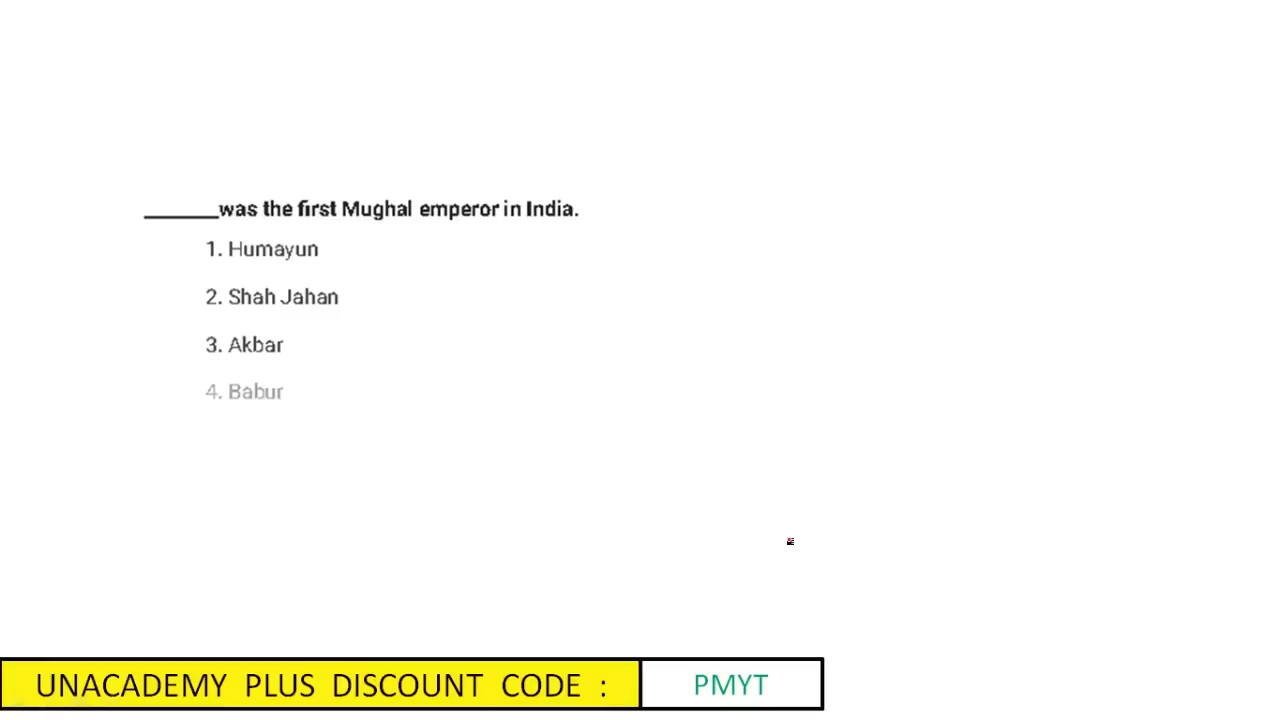 _______was the first Mughal emperor in India.
1. Humayun
2. Shah Jahan
3. Akbar
4. Babur
UNACADEMY PLUS DISCOUNT CODE : PMYT